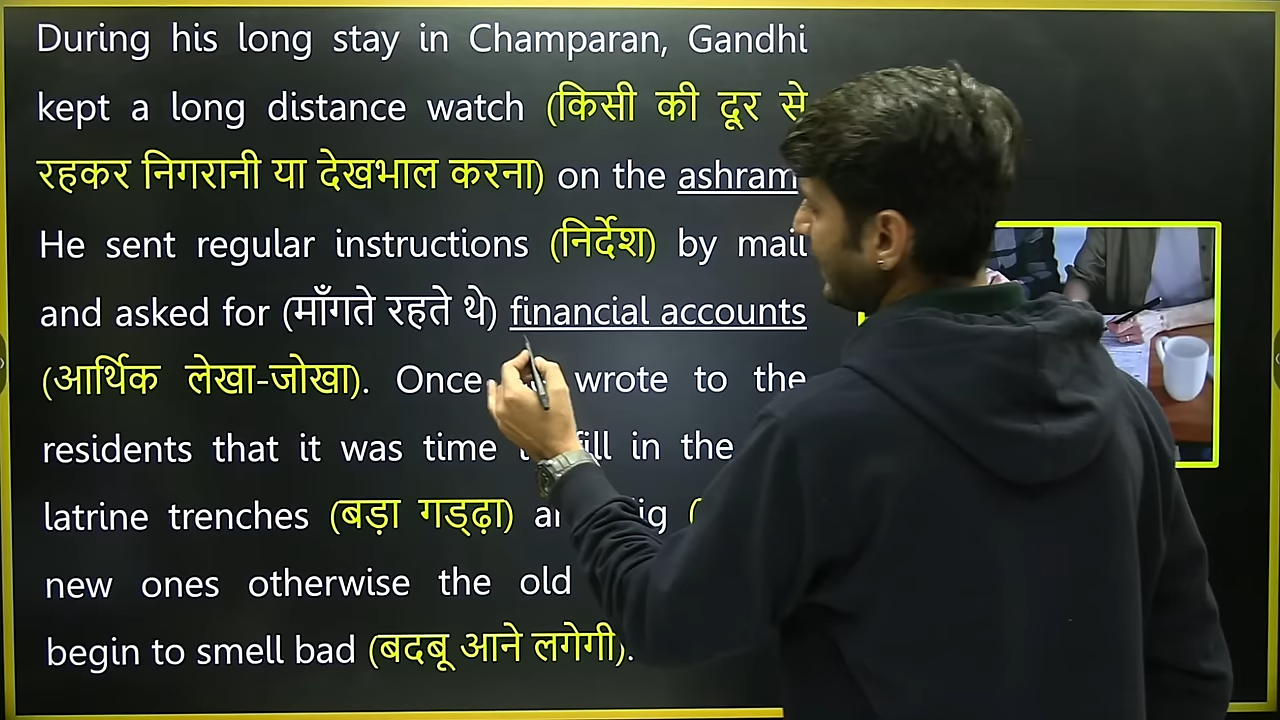 During his long stay in Champaran, Gandhi
kept a long distance watch (किसी की दूर से
रहकर निगरानी या देखभाल करना) on the ashram
He sent regular instructions (निर्देश) by mail
and asked for (माँगते रहते थे) financial accounts
(आर्थिक लेखा-जोखा). Once wrote to the
residents that it was time fill in the
latrine trenches (बड़ा गड्ढ़ा) (
new ones otherwise the old
begin to smell bad (बदबू आने लगेगी).